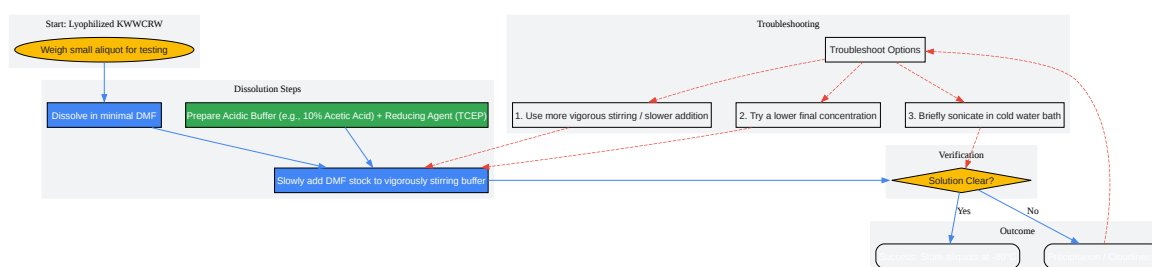 Start: Lyophilized KWWCRW
Weigh small aliquot for testing
Troubleshooting
Troubleshoot Options
Dissolution Steps
Dissolve in minimal DMF
Prepare Acidic Buffer (e.g., 10% Acetic Acid) + Reducing Agent (TCEP)
1. Use more vigorous stirring / slower addition
2. Try a lower final concentration
3. Briefly sonicate in cold water bath
Slowly add DMF stock to vigorously stirring buffer
Verification
Solution Clear?
Yes
No
Outcome